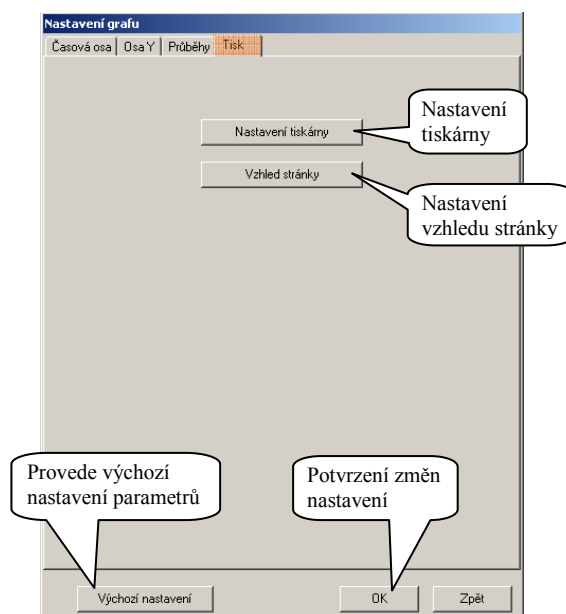 Nastavení grafu
Časová osa Osa Y Průběhy Tisk
Nastavení
tiskárny
Nastavení tiskárny
Vzhled stránky
Nastavení
vzhledu stránky
Provede výchozí
nastavení parametrů
Potvrzení změn
nastavení
Výchozí nastavení OK Zpět